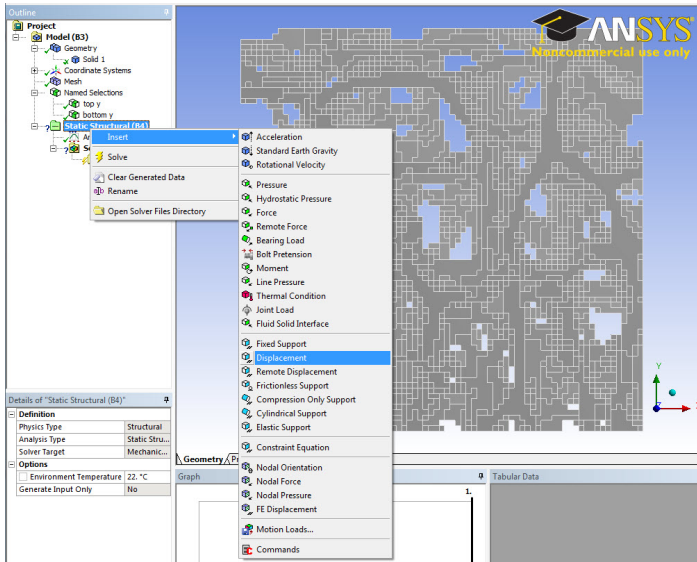 Outline
Project
Model (B3)
Geometry
Solid 1
Coordinate Systems
Mesh
Named Selections
top y
bottom y
Static Structural (B4)
Insert
Solve
Clear Generated Data
Rename
Open Solver Files Directory
Acceleration
Standard Earth Gravity
Rotational Velocity
Pressure
Hydrostatic Pressure
Force
Remote Force
Bearing Load
Bolt Pretension
Moment
Line Pressure
Thermal Condition
Joint Load
Fluid Solid Interface
Fixed Support
Displacement
Remote Displacement
Frictionless Support
Compression Only Support
Cylindrical Support
Elastic Support
Constraint Equation
Nodal Orientation
Nodal Force
Nodal Pressure
FE Displacement
Motion Loads...
Commands
ANSYS
Noncommercial use only
Y
Details of "Static Structural (B4)"
Definition
Physics Type Structural
Analysis Type Static Stru...
Solver Target Mechanic...
Options
Environment Temperature 22. °C
Generate Input Only No
Geometry
Graph
1.
Tabular Data